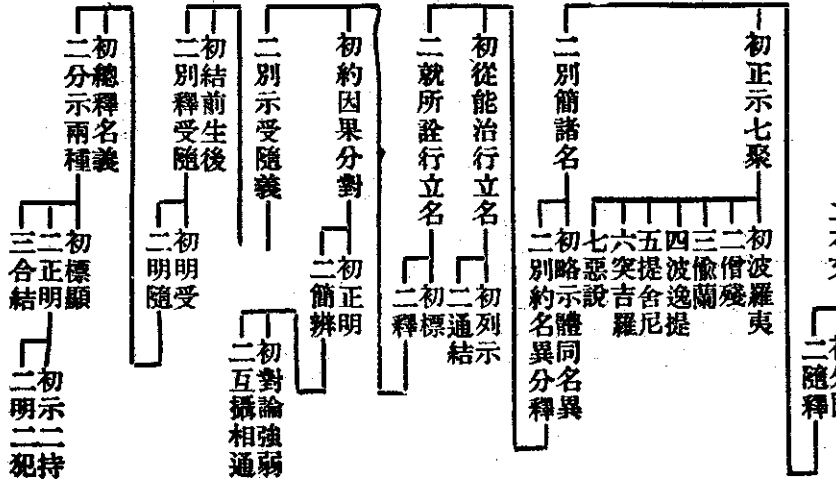 二隨釋
初正示七聚
初波羅夷
二僧殘
三偷蘭
四波逸提
五提舍尼
六突吉羅
七惡說
二別簡諸名
初略示體同名異
二別約名異分釋
初從能治行立名
初列示
二通結
二就所詮行立名
初標
二釋
初約因果分對
初正明
二簡辨
初對論強弱
二互攝相通
二別示受隨義
初結前生後
二別釋受隨
初明受
二明隨
初總釋名義
二分示兩種
初標顯
二正明
初示二持
二明二犯
三合結